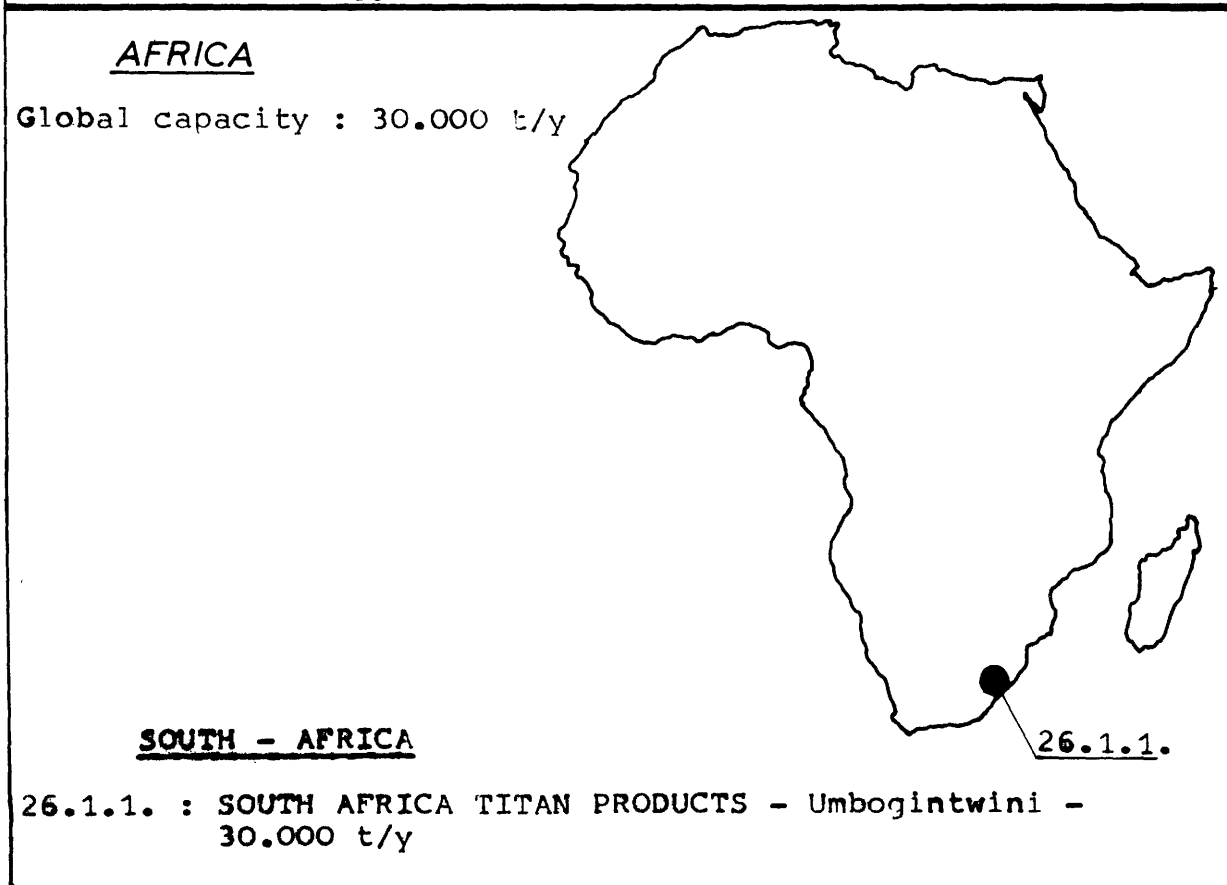 AFRICA
Global capacity : 30.000 t/y
SOUTH - AFRICA
26.1.1.
26.1.1. : SOUTH AFRICA TITAN PRODUCTS - Umbogintwini -
30.000 t/y